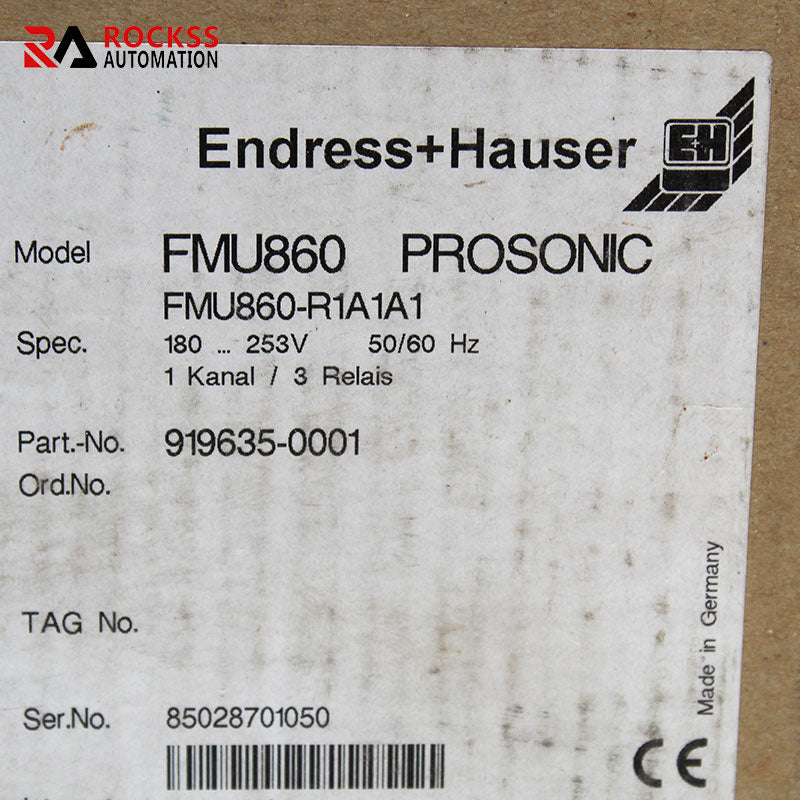 RA ROCKSS
AUTOMATION
Endress+Hauser E+H
Model FMU860 PROSONIC
FMU860-R1A1A1
Spec. 180 ... 253V 50/60 Hz
1 Kanal / 3 Relais
Part.-No. 919635-0001
Ord.No.
TAG No.
Ser.No. 85028701050
Made in Germany
CE